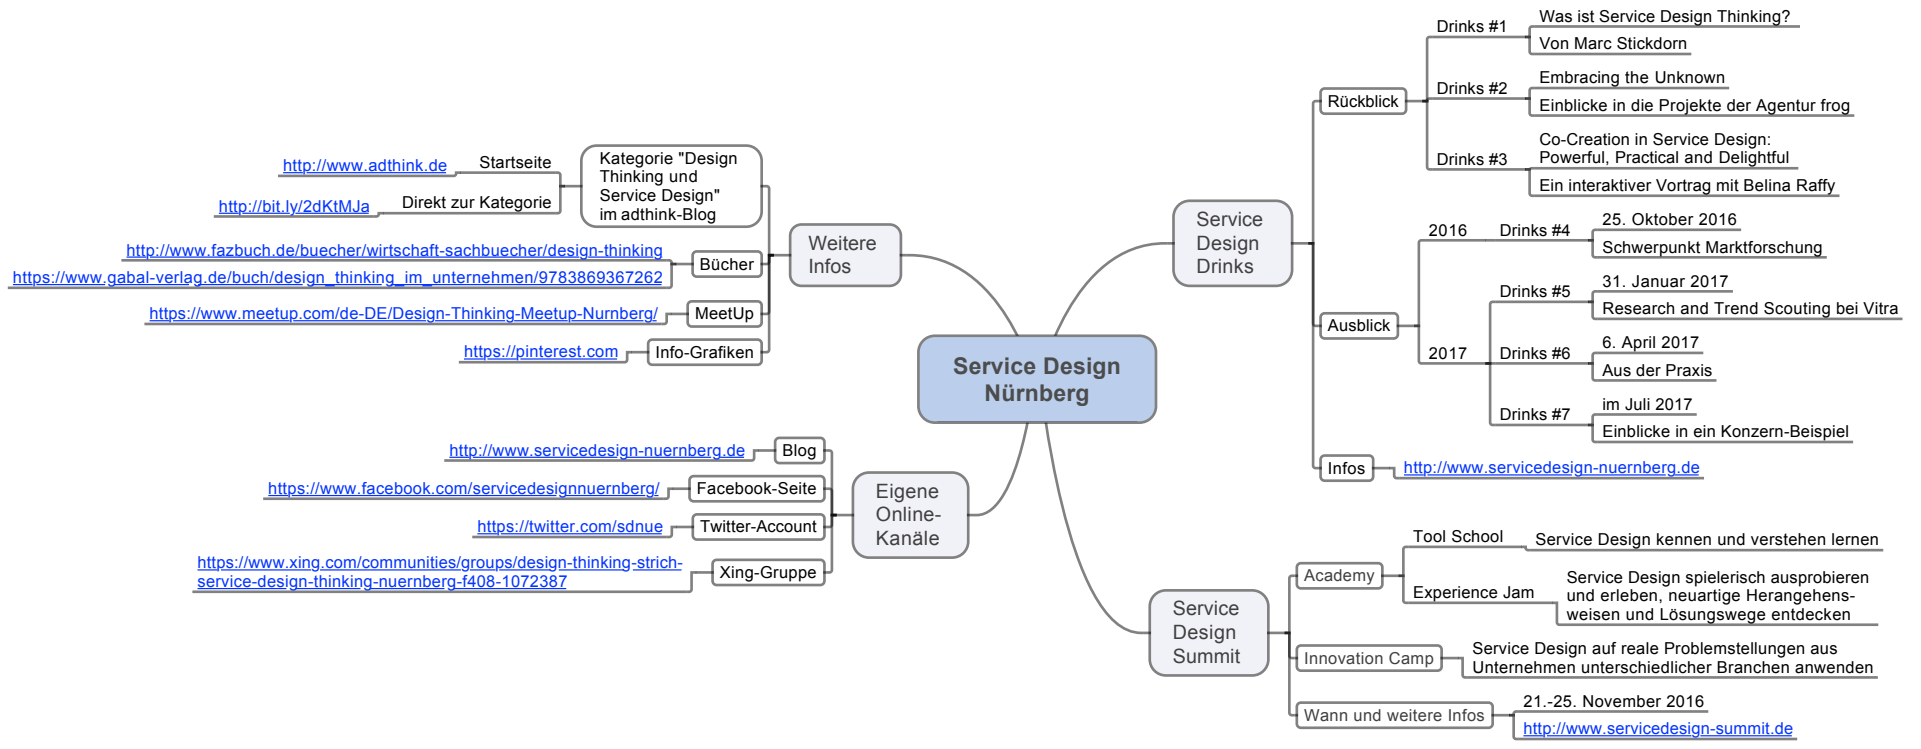 Service Design
Nürnberg
Service
Design
Drinks
Rückblick
Drinks #1
Was ist Service Design Thinking?
Von Marc Stickdorn
Drinks #2
Embracing the Unknown
Einblicke in die Projekte der Agentur frog
Drinks #3
Co-Creation in Service Design:
Powerful, Practical and Delightful
Ein interaktiver Vortrag mit Belina Raffy
Ausblick
2016
Drinks #4
25. Oktober 2016
Schwerpunkt Marktforschung
2017
Drinks #5
31. Januar 2017
Research and Trend Scouting bei Vitra
Drinks #6
6. April 2017
Aus der Praxis
Drinks #7
im Juli 2017
Einblicke in ein Konzern-Beispiel
Infos
http://www.servicedesign-nuernberg.de
Service
Design
Summit
Academy
Tool School
Service Design kennen und verstehen lernen
Experience Jam
Service Design spielerisch ausprobieren
und erleben, neuartige Herangehens-
weisen und Lösungswege entdecken
Innovation Camp
Service Design auf reale Problemstellungen aus
Unternehmen unterschiedlicher Branchen anwenden
Wann und weitere Infos
21.-25. November 2016
http://www.servicedesign-summit.de
Weitere
Infos
Kategorie "Design
Thinking und
Service Design"
im adthink-Blog
Startseite
http://www.adthink.de
Direkt zur Kategorie
http://bit.ly/2dKtMJa
Bücher
http://www.fazbuch.de/buecher/wirtschaft-sachbuecher/design-thinking
https://www.gabal-verlag.de/buch/design_thinking_im_unternehmen/9783869367262
MeetUp
https://www.meetup.com/de-DE/Design-Thinking-Meetup-Nurnberg/
Info-Grafiken
https://pinterest.com
Eigene
Online-
Kanäle
Blog
http://www.servicedesign-nuernberg.de
Facebook-Seite
https://www.facebook.com/servicedesignnuernberg/
Twitter-Account
https://twitter.com/sdnue
Xing-Gruppe
https://www.xing.com/communities/groups/design-thinking-strich-
service-design-thinking-nuernberg-f408-1072387